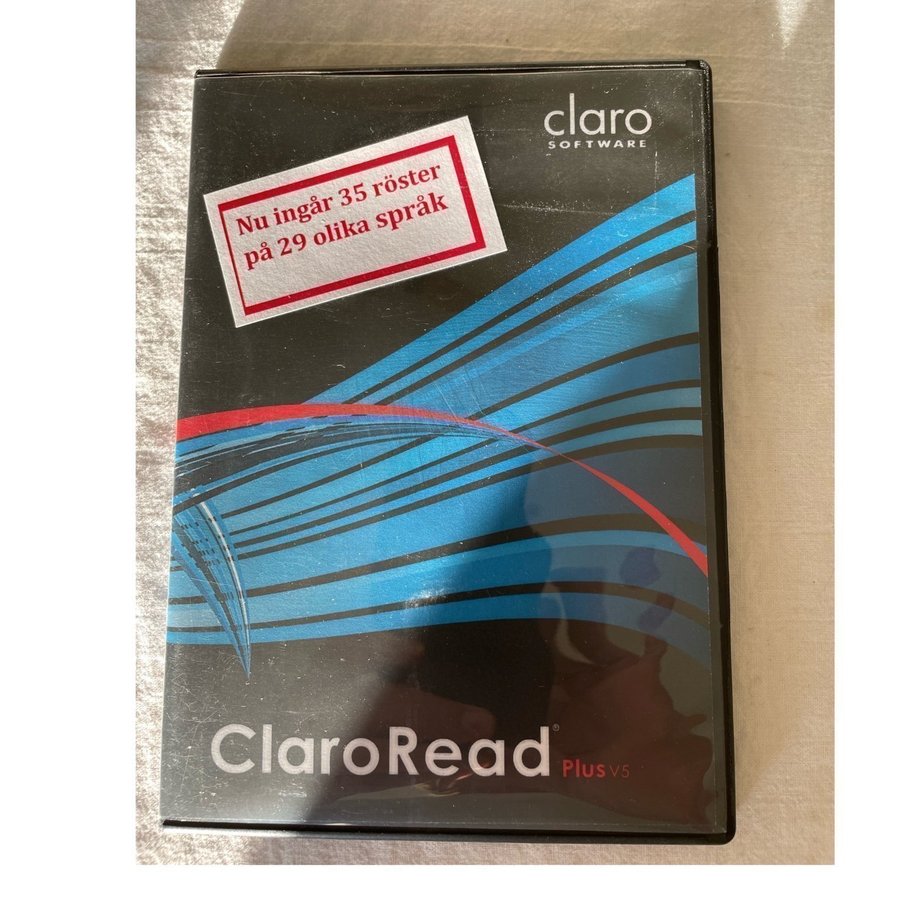 claro
SOFTWARE
Nu ingår 35 röster
på 29 olika språk
ClaroRead® Plus V5